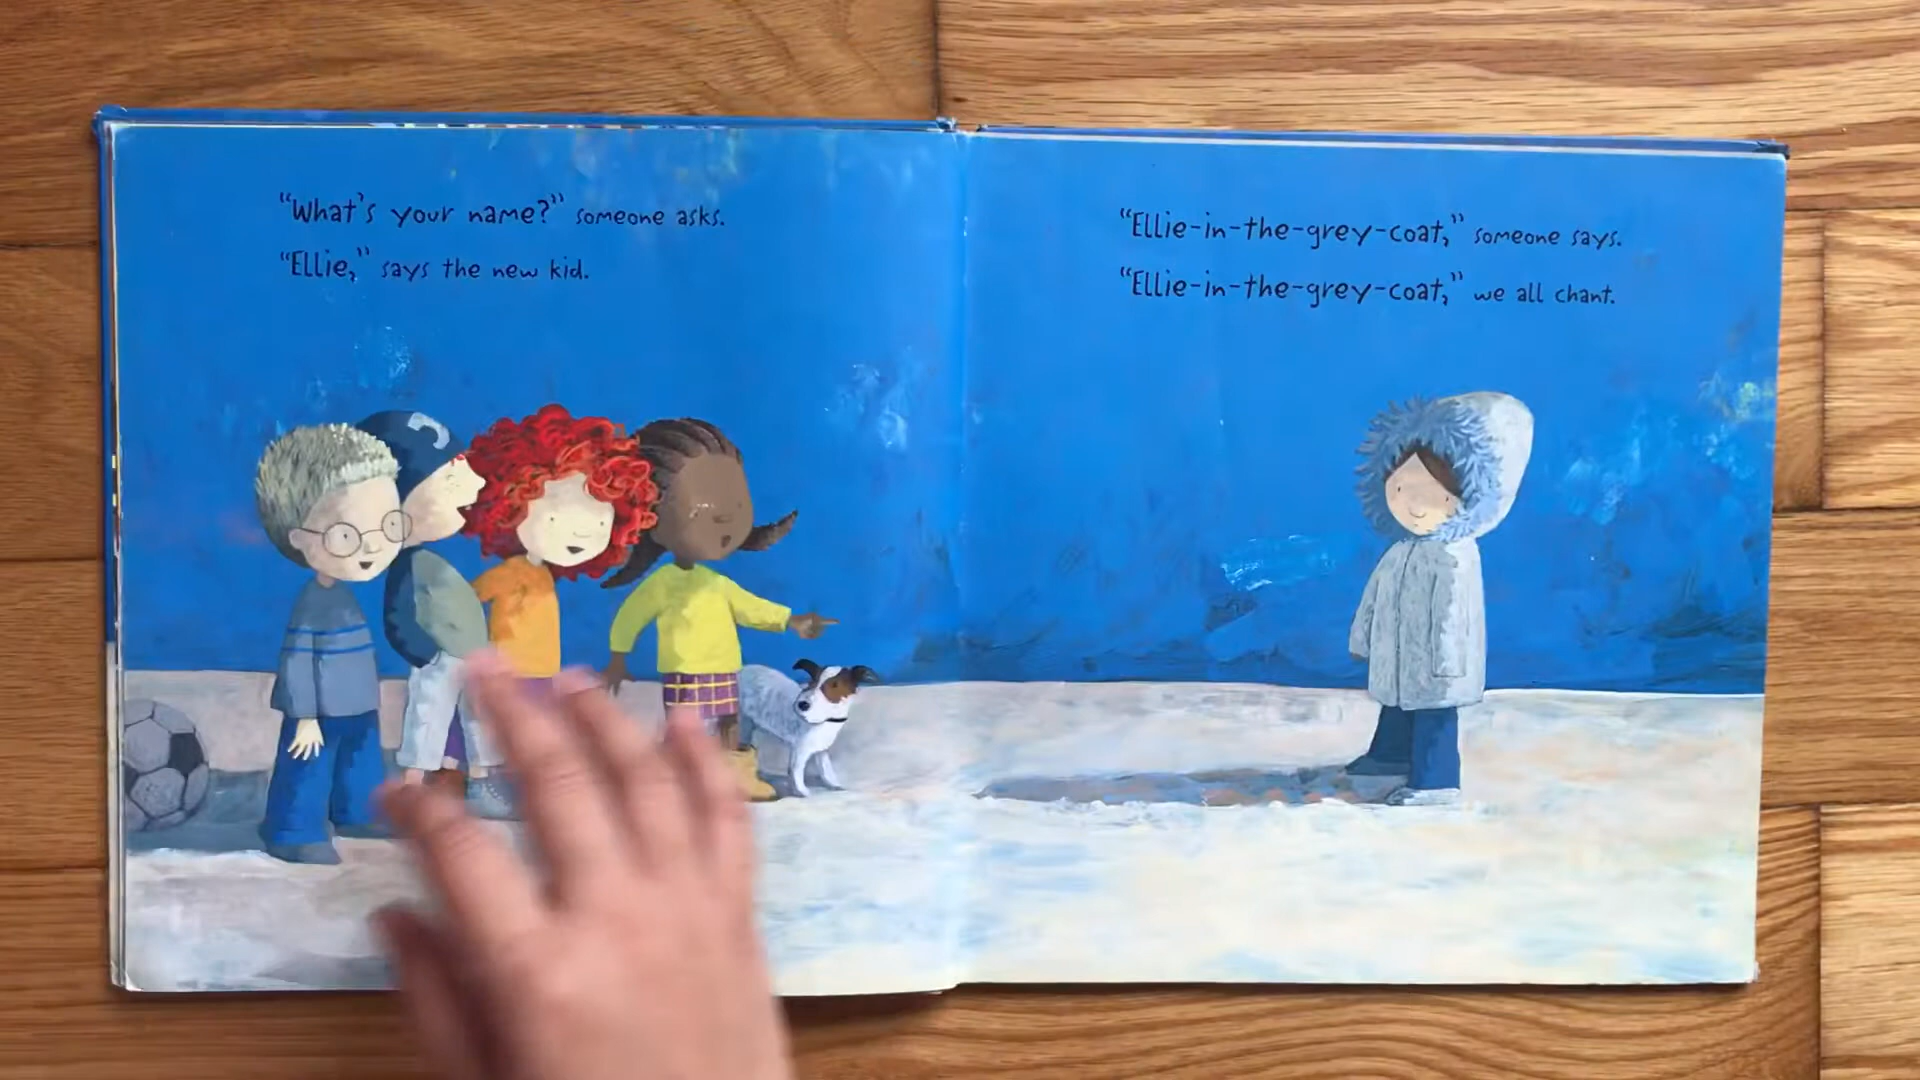 "What's your name?" someone asks.
"Ellie," says the new kid.
"Ellie-in-the-grey-coat," someone says.
"Ellie-in-the-grey-coat," we all chant.